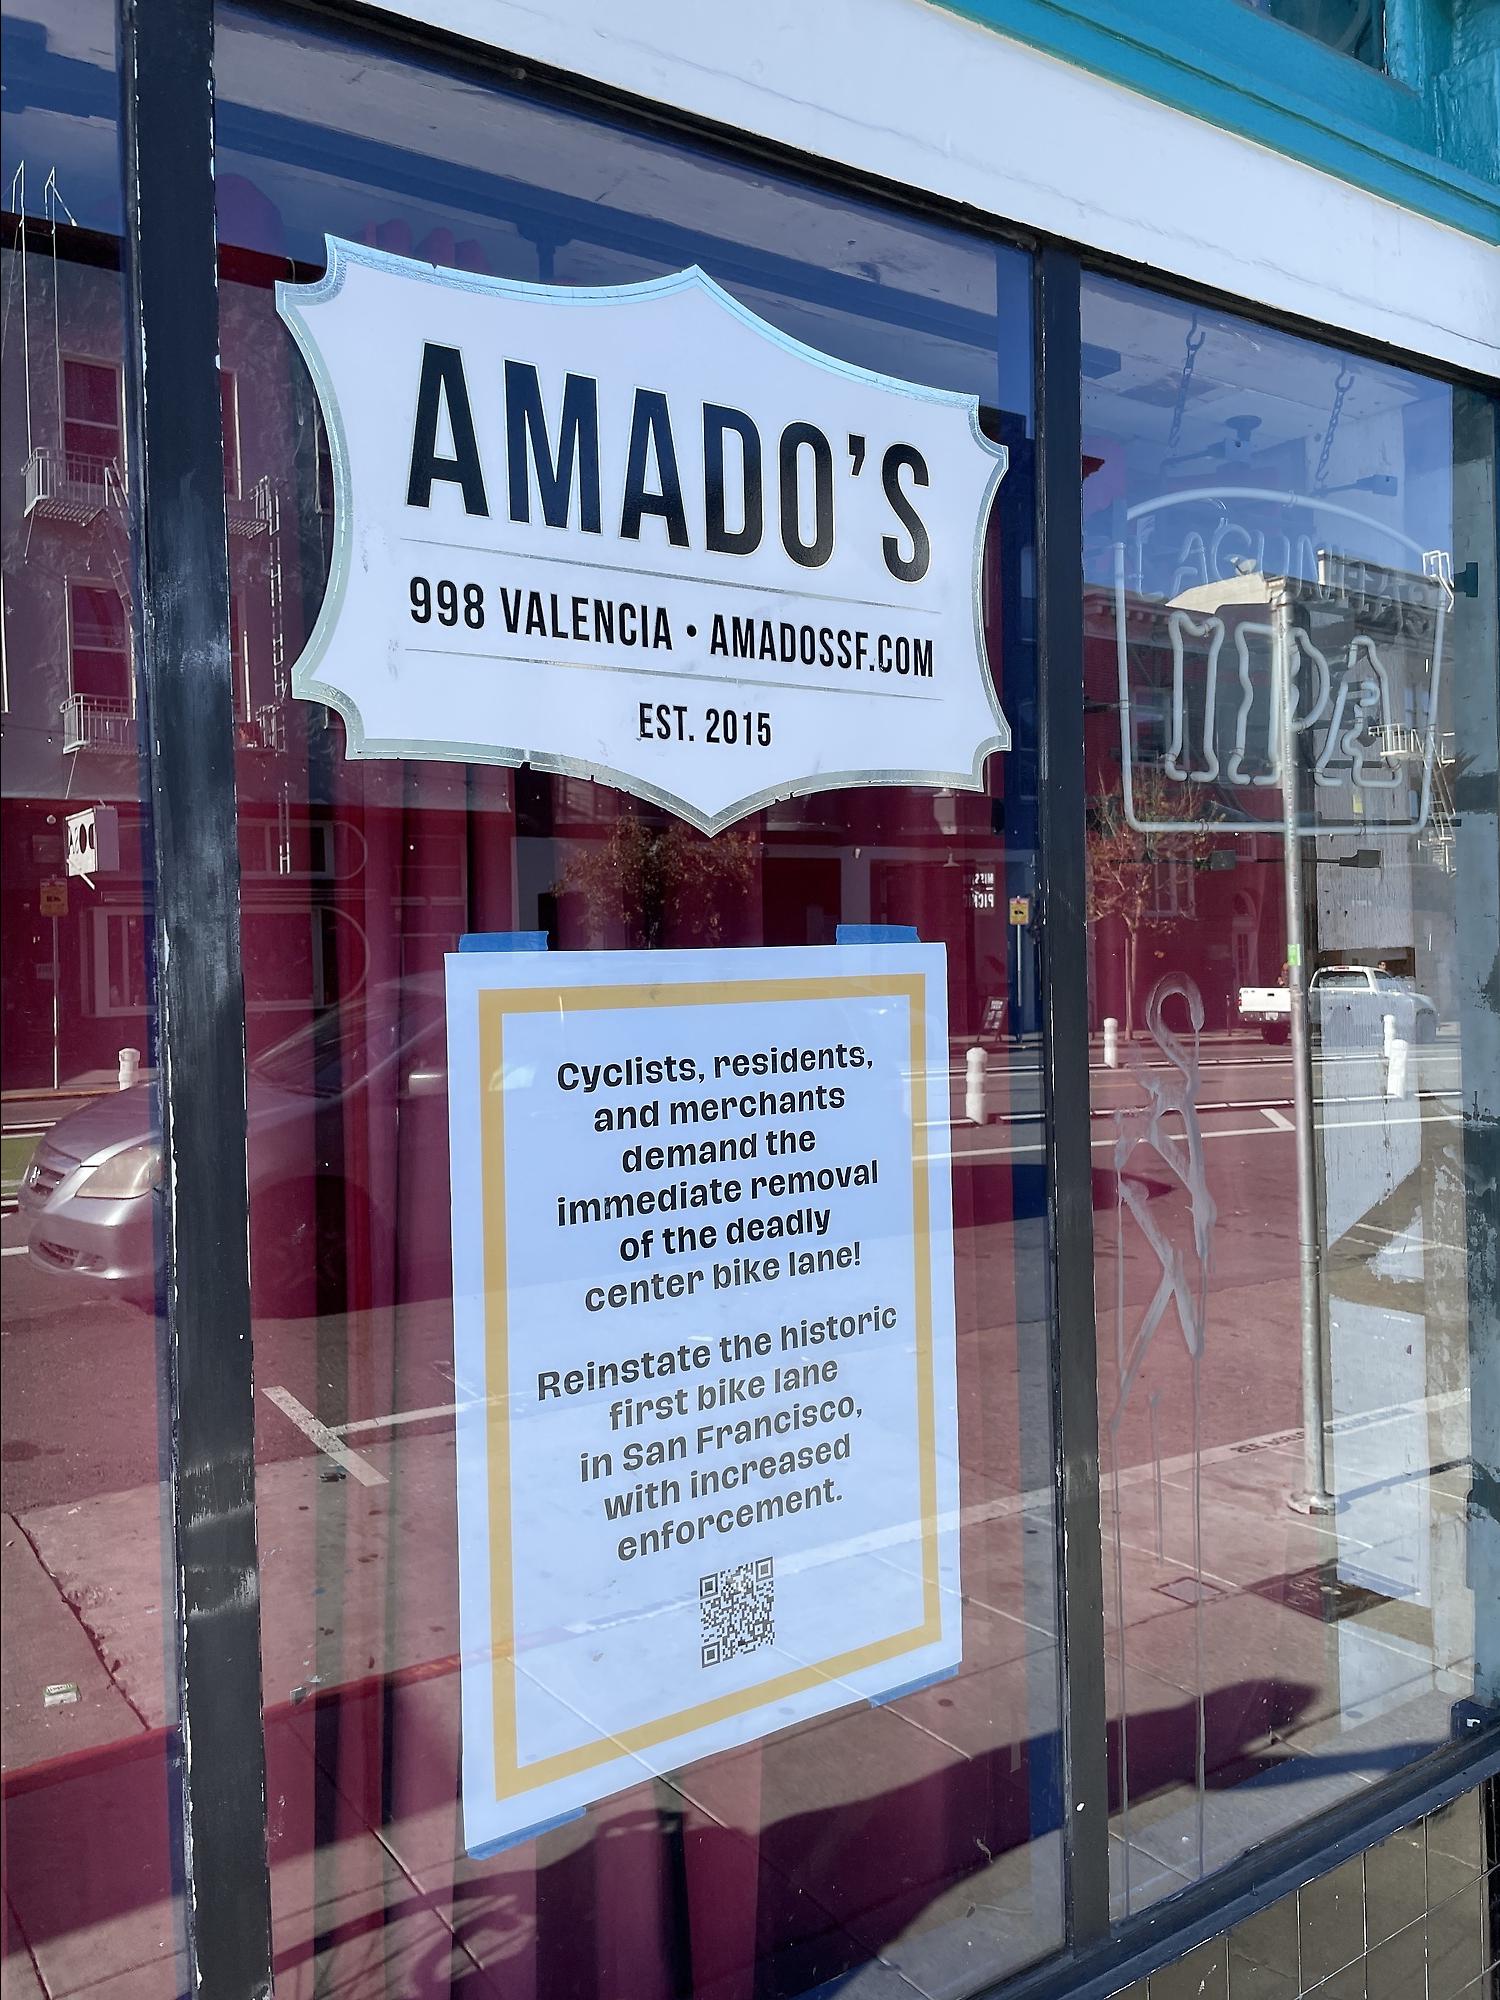 AMADO'S
998 VALENCIA • AMADOSSF.COM
EST. 2015
LAGUNITAS
IPA
Cyclists, residents,
and merchants
demand the
immediate removal
of the deadly
center bike lane!
Reinstate the historic
first bike lane
in San Francisco,
with increased
enforcement.